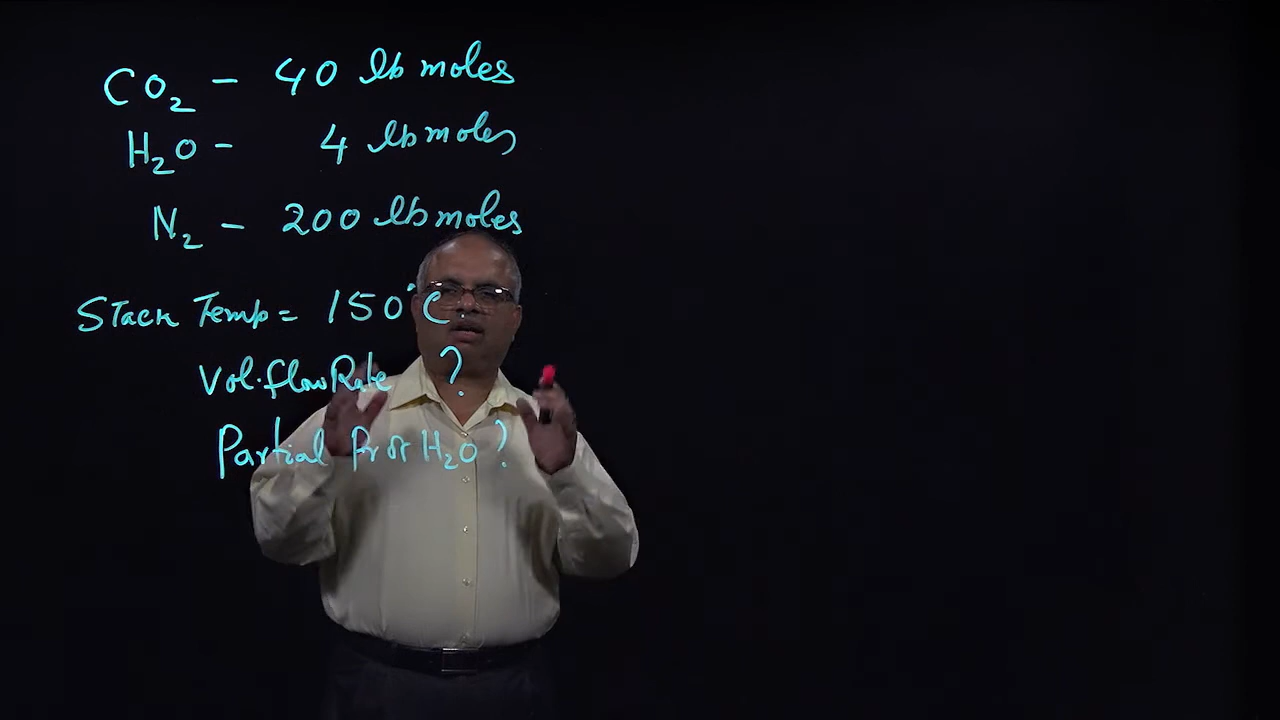 CO2 - 40 lb moles
H2O - 4 lb moles
N2 - 200 lb moles
Stack Temp = 150°C.
Vol. flow Rate ?
Partial Pr of H2O ?